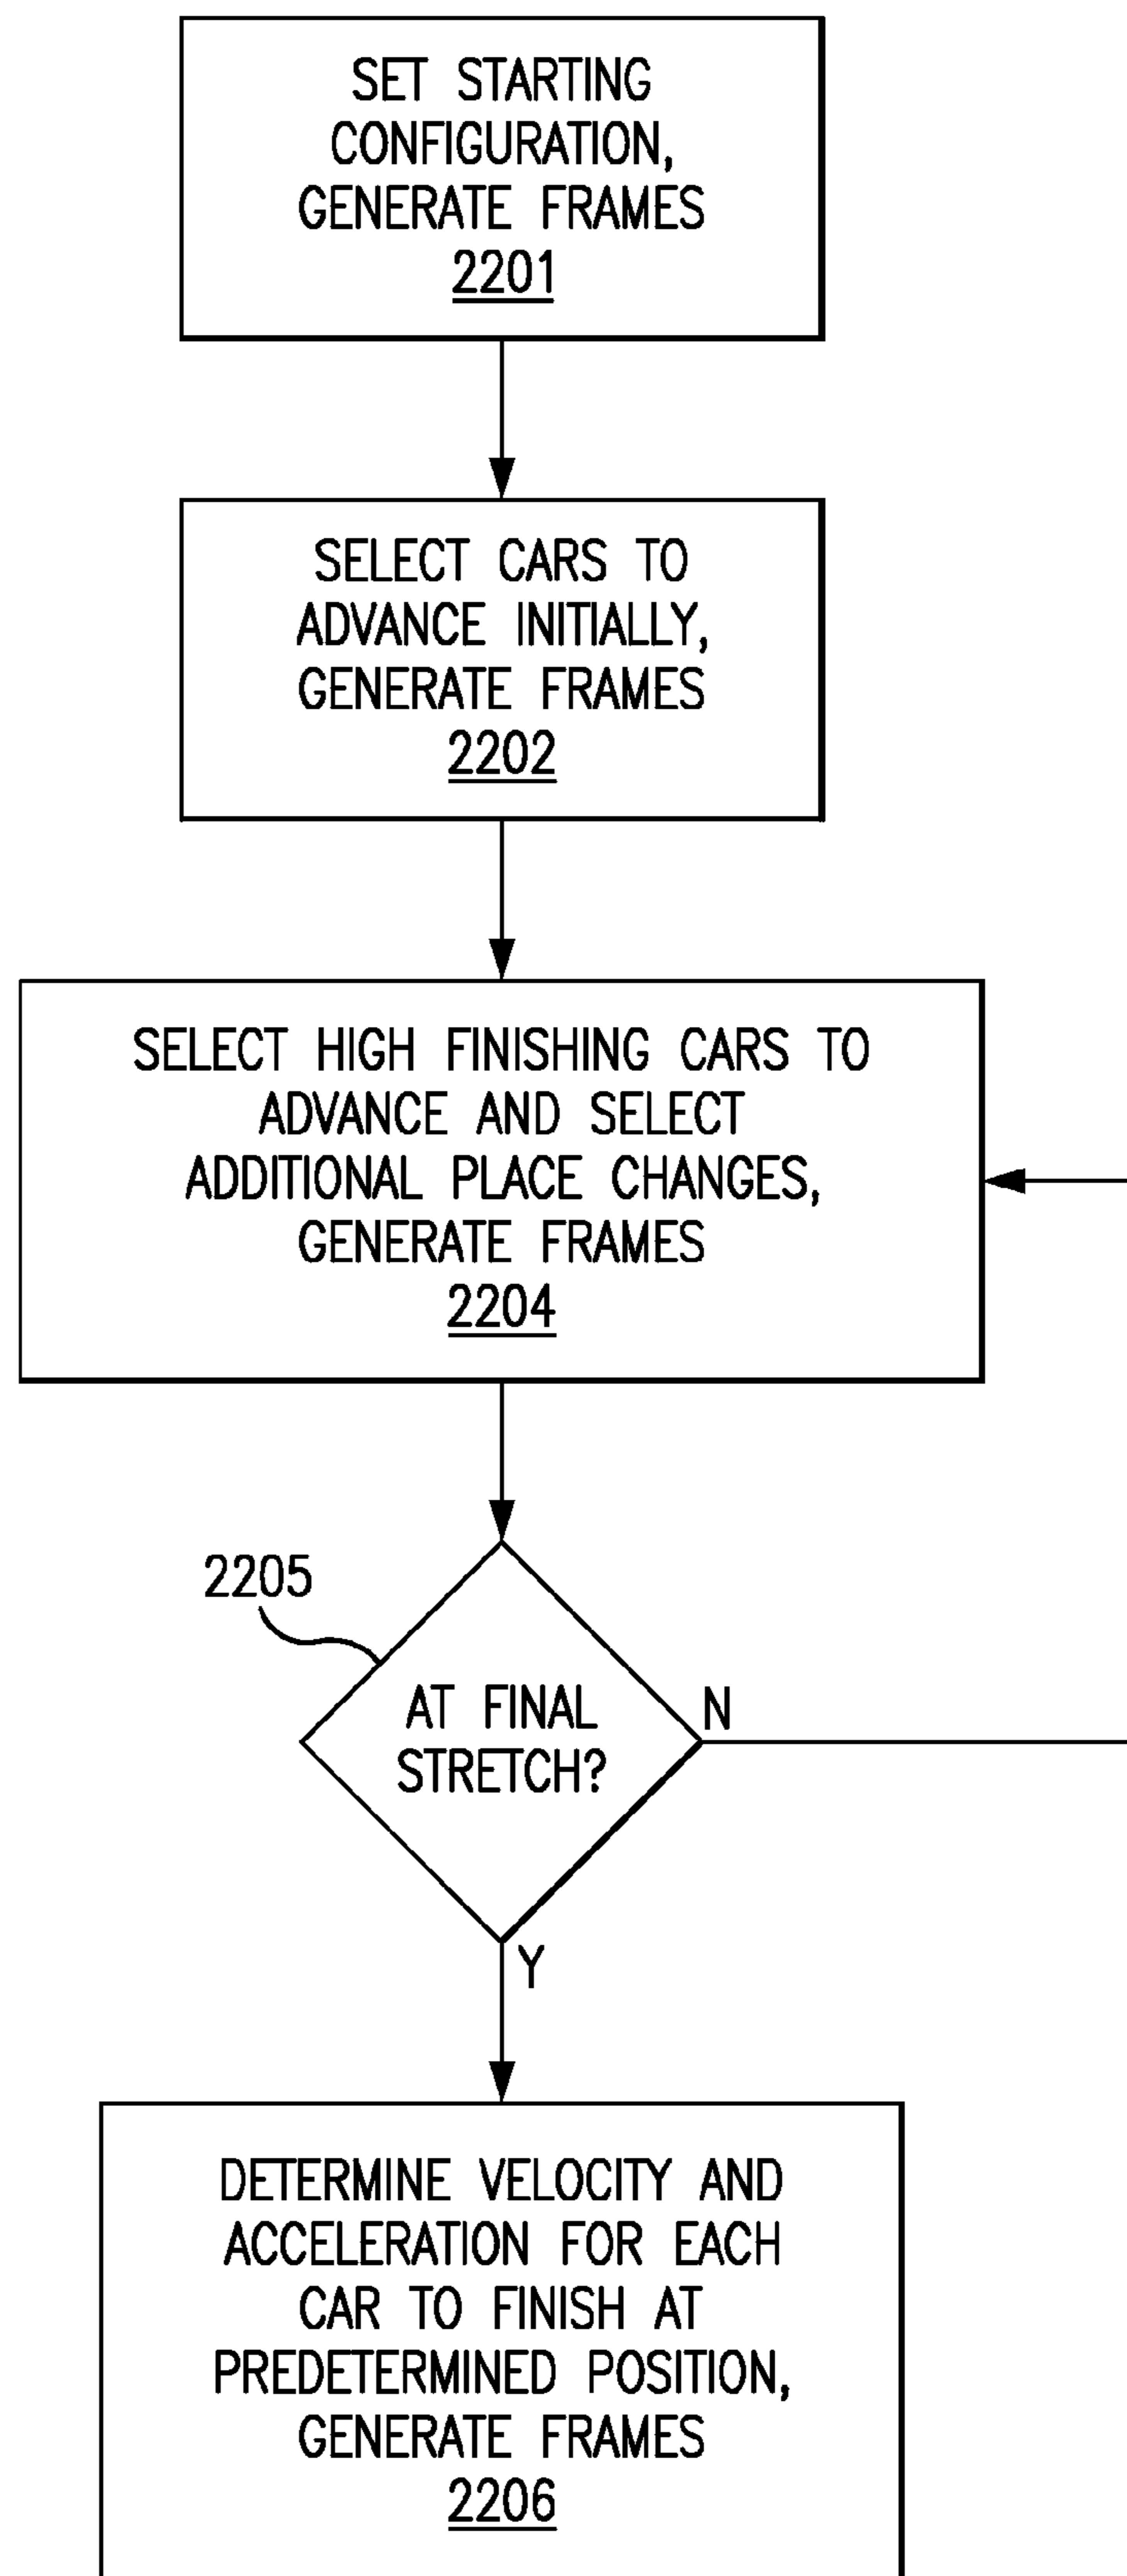 SET STARTING
CONFIGURATION,
GENERATE FRAMES
2201
SELECT CARS TO
ADVANCE INITIALLY,
GENERATE FRAMES
2202
SELECT HIGH FINISHING CARS TO
ADVANCE AND SELECT
ADDITIONAL PLACE CHANGES,
GENERATE FRAMES
2204
2205
AT FINAL
STRETCH?
N
Y
DETERMINE VELOCITY AND
ACCELERATION FOR EACH
CAR TO FINISH AT
PREDETERMINED POSITION,
GENERATE FRAMES
2206